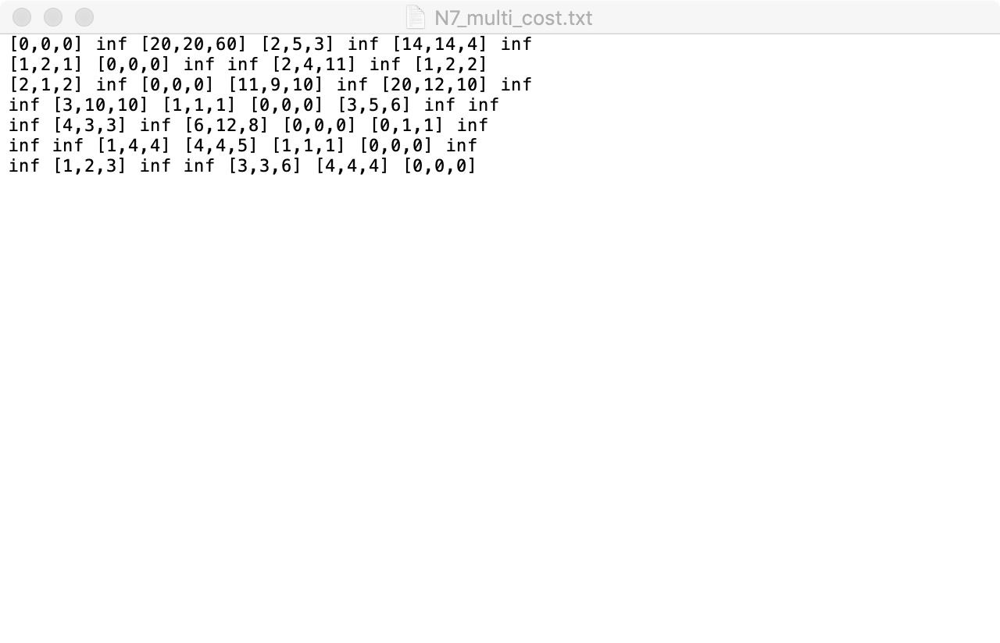 N7_multi_cost.txt
[0,0,0] inf [20,20,60] [2,5,3] inf [14,14,4] inf
[1,2,1] [0,0,0] inf inf [2,4,11] inf [1,2,2]
[2,1,2] inf [0,0,0] [11,9,10] inf [20,12,10] inf
inf [3,10,10] [1,1,1] [0,0,0] [3,5,6] inf inf
inf [4,3,3] inf [6,12,8] [0,0,0] [0,1,1] inf
inf inf [1,4,4] [4,4,5] [1,1,1] [0,0,0] inf
inf [1,2,3] inf inf [3,3,6] [4,4,4] [0,0,0]